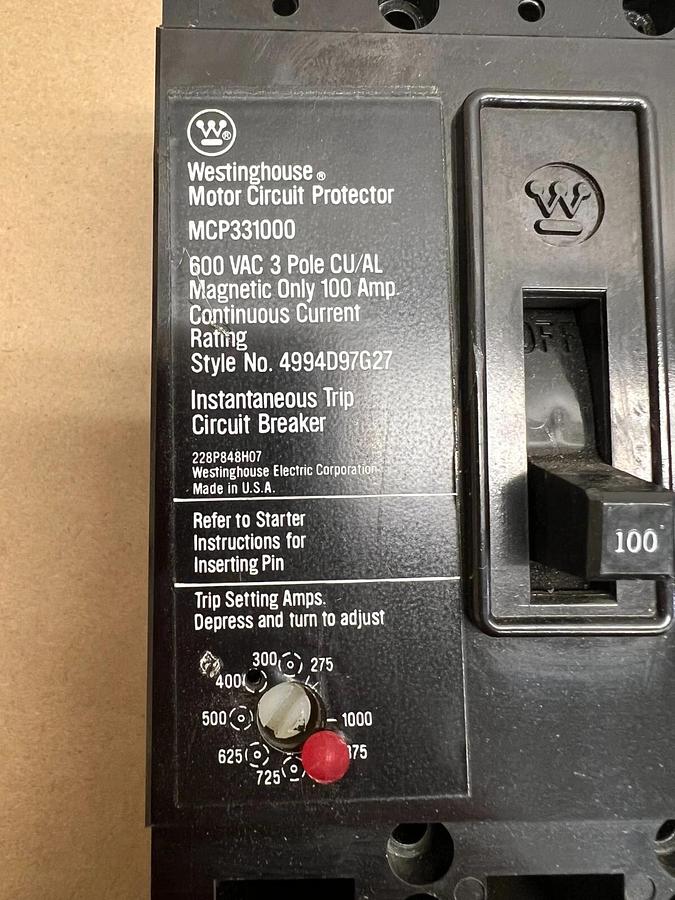 Westinghouse®
Motor Circuit Protector
MCP331000
600 VAC 3 Pole CU/AL
Magnetic Only 100 Amp.
Continuous Current
Rating
Style No. 4994D97G27
Instantaneous Trip
Circuit Breaker
228P848H07
Westinghouse Electric Corporation
Made in U.S.A.
Refer to Starter
Instructions for
Inserting Pin
Trip Setting Amps.
Depress and turn to adjust
300
275
400
500
1000
625
75
725
OFF
100